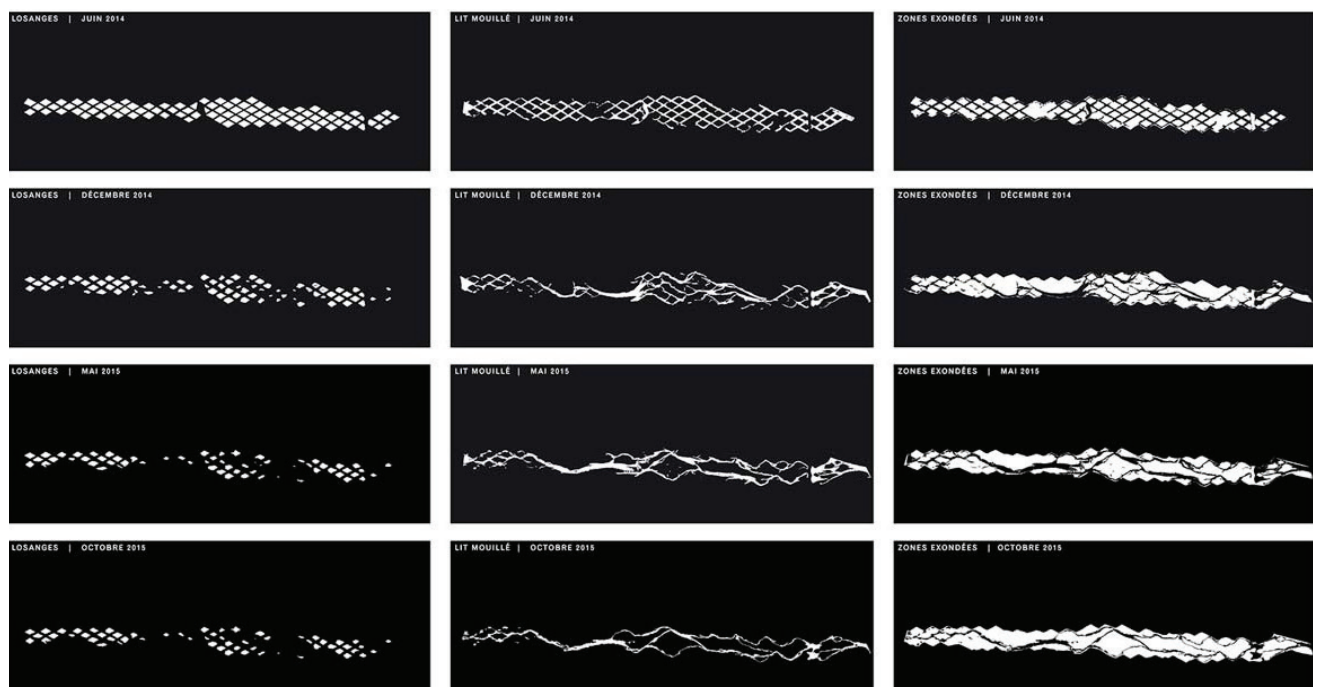 LOSANGES | JUIN 2014
LIT MOUILLÉ | JUIN 2014
ZONES EXONDÉES | JUIN 2014
LOSANGES | DÉCEMBRE 2014
LIT MOUILLÉ | DÉCEMBRE 2014
ZONES EXONDÉES | DÉCEMBRE 2014
LOSANGES | MAI 2015
LIT MOUILLÉ | MAI 2015
ZONES EXONDÉES | MAI 2015
LOSANGES | OCTOBRE 2015
LIT MOUILLÉ | OCTOBRE 2015
ZONES EXONDÉES | OCTOBRE 2015